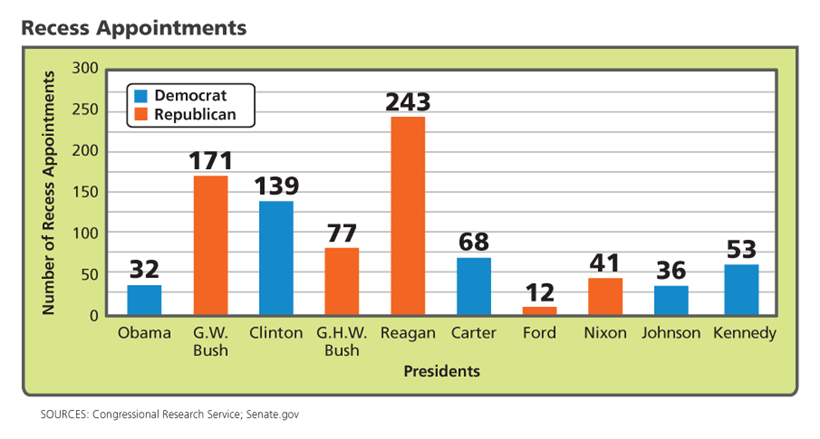 Recess Appointments
Number of Recess Appointments
300
250
200
150
100
50
0
Democrat
Republican
32
171
139
77
243
68
12
41
36
53
Obama
G.W.
Bush
Clinton
G.H.W.
Bush
Reagan
Carter
Ford
Nixon
Johnson
Kennedy
Presidents
SOURCES: Congressional Research Service; Senate.gov